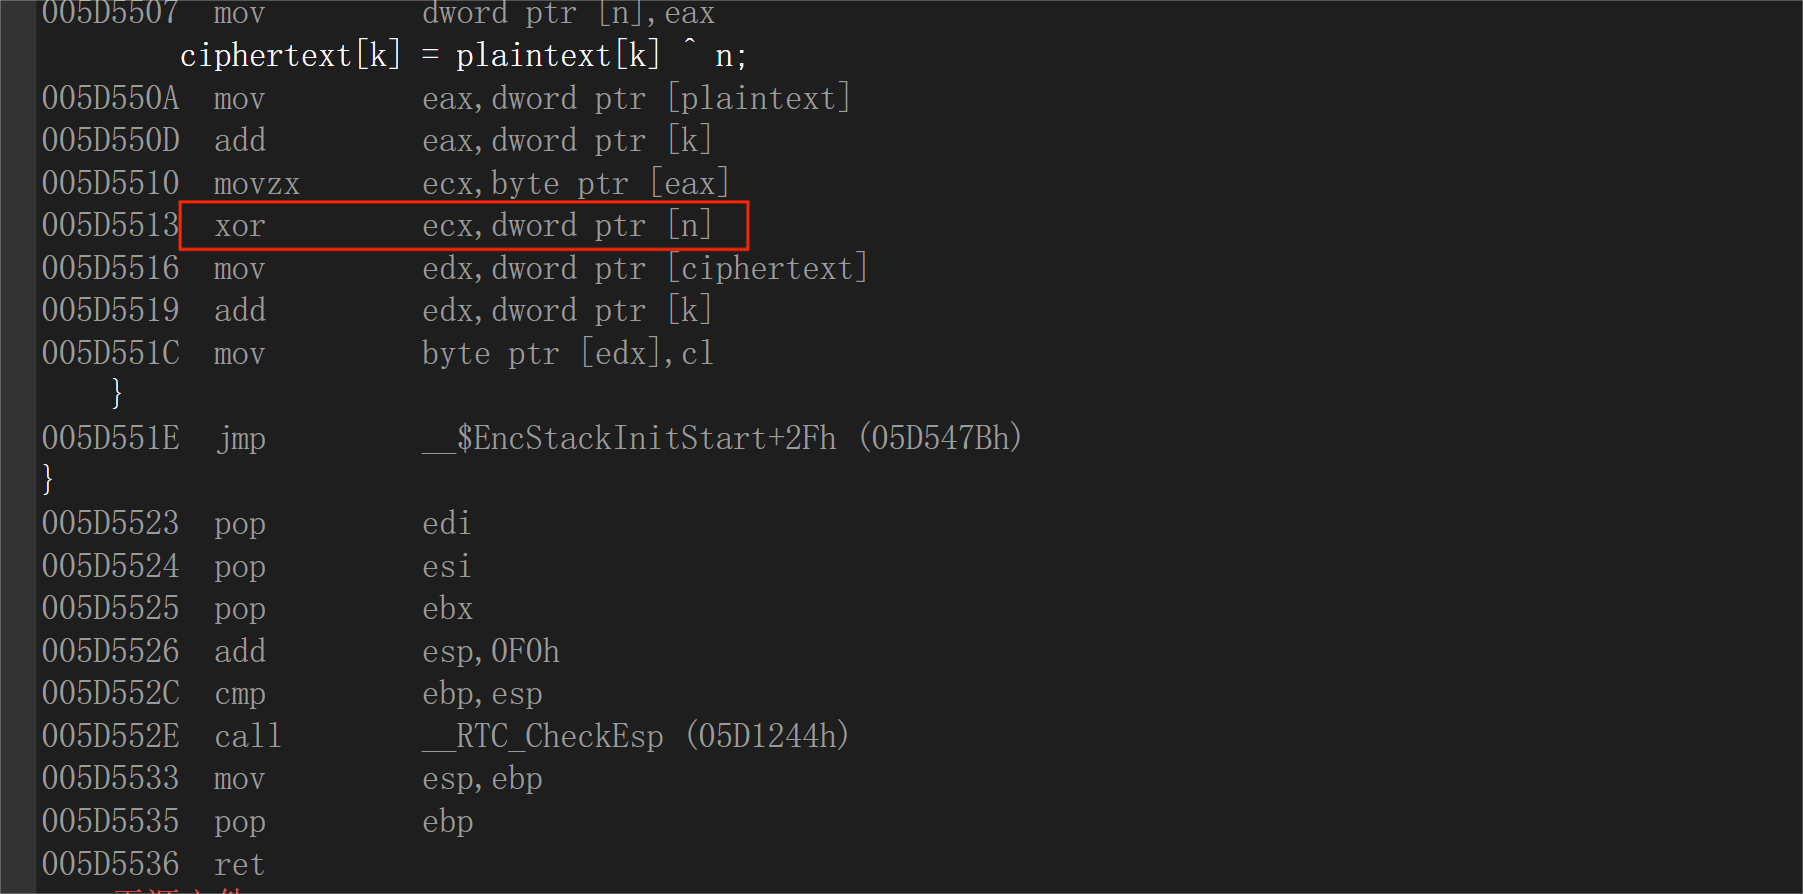 005D5507  mov         dword ptr [n],eax
        ciphertext[k] = plaintext[k] ^ n;
005D550A  mov         eax,dword ptr [plaintext]
005D550D  add         eax,dword ptr [k]
005D5510  movzx       ecx,byte ptr [eax]
005D5513  xor         ecx,dword ptr [n]
005D5516  mov         edx,dword ptr [ciphertext]
005D5519  add         edx,dword ptr [k]
005D551C  mov         byte ptr [edx],cl
    }
005D551E  jmp         __$EncStackInitStart+2Fh (05D547Bh)
}
005D5523  pop         edi
005D5524  pop         esi
005D5525  pop         ebx
005D5526  add         esp,0F0h
005D552C  cmp         ebp,esp
005D552E  call        __RTC_CheckEsp (05D1244h)
005D5533  mov         esp,ebp
005D5535  pop         ebp
005D5536  ret